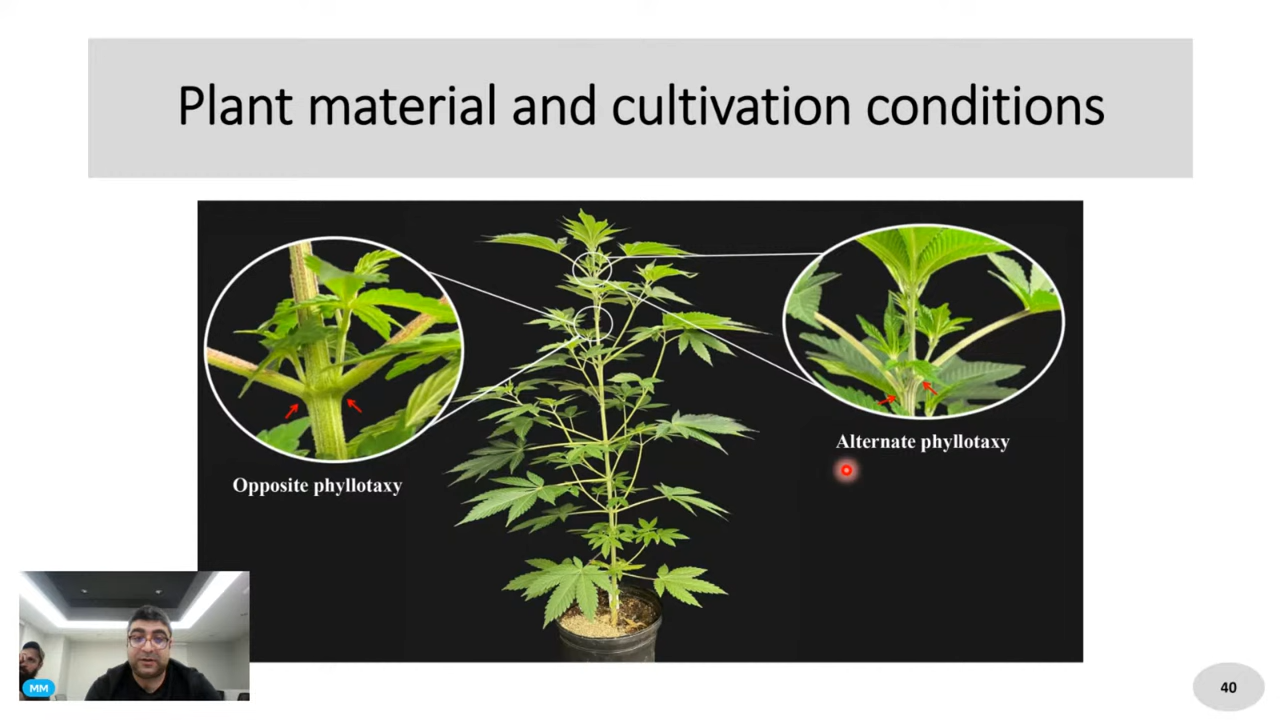 Plant material and cultivation conditions
Alternate phyllotaxy
Opposite phyllotaxy
MM
40